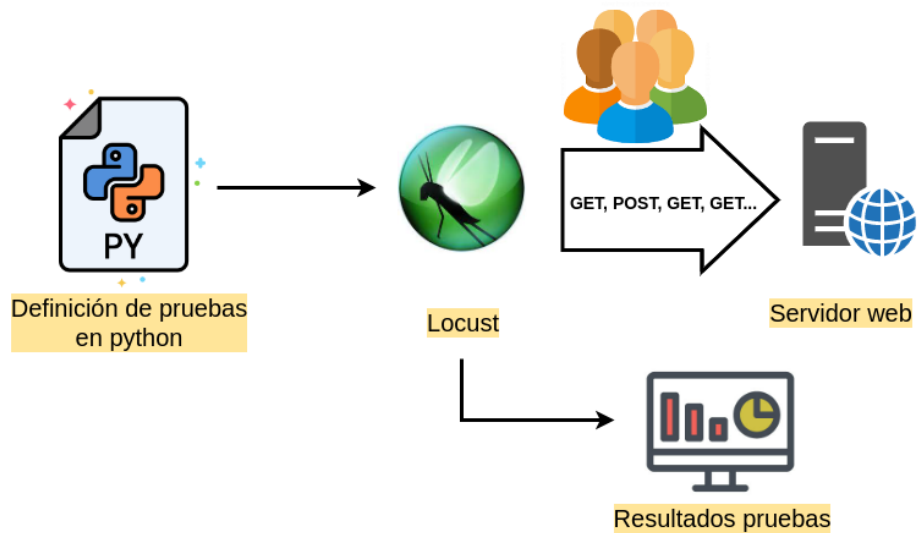 GET, POST, GET, GET...
PY
Definición de pruebas
en python
Locust
Servidor web
Resultados pruebas